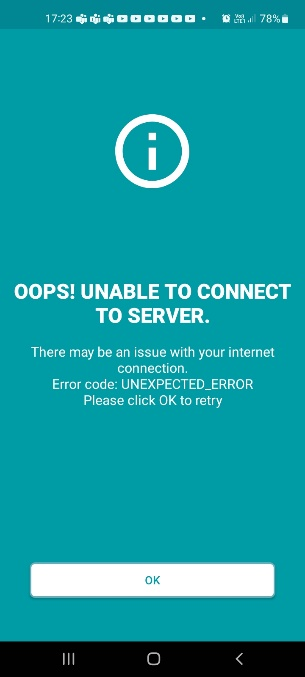 17:23 78%
OOPS! UNABLE TO CONNECT
TO SERVER.
There may be an issue with your internet
connection.
Error code: UNEXPECTED_ERROR
Please click OK to retry
OK